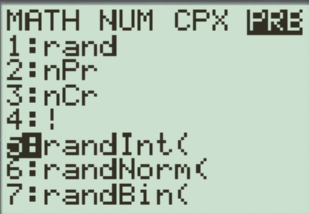 MATH NUM CPX PRB
1:rand
2:nPr
3:nCr
4:!
5:randInt(
6:randNorm(
7:randBin(